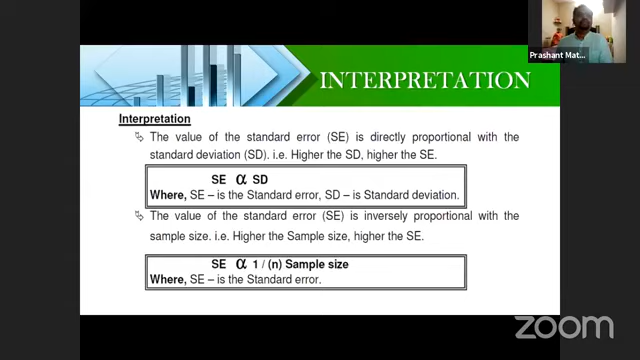 Prashant Mat...
INTERPRETATION
Interpretation
The value of the standard error (SE) is directly proportional with the
standard deviation (SD). i.e. Higher the SD, higher the SE.
SE α SD
Where, SE – is the Standard error, SD – is Standard deviation.
The value of the standard error (SE) is inversely proportional with the
sample size. i.e. Higher the Sample size, higher the SE.
SE α 1 / (n) Sample size
Where, SE – is the Standard error.
zoom